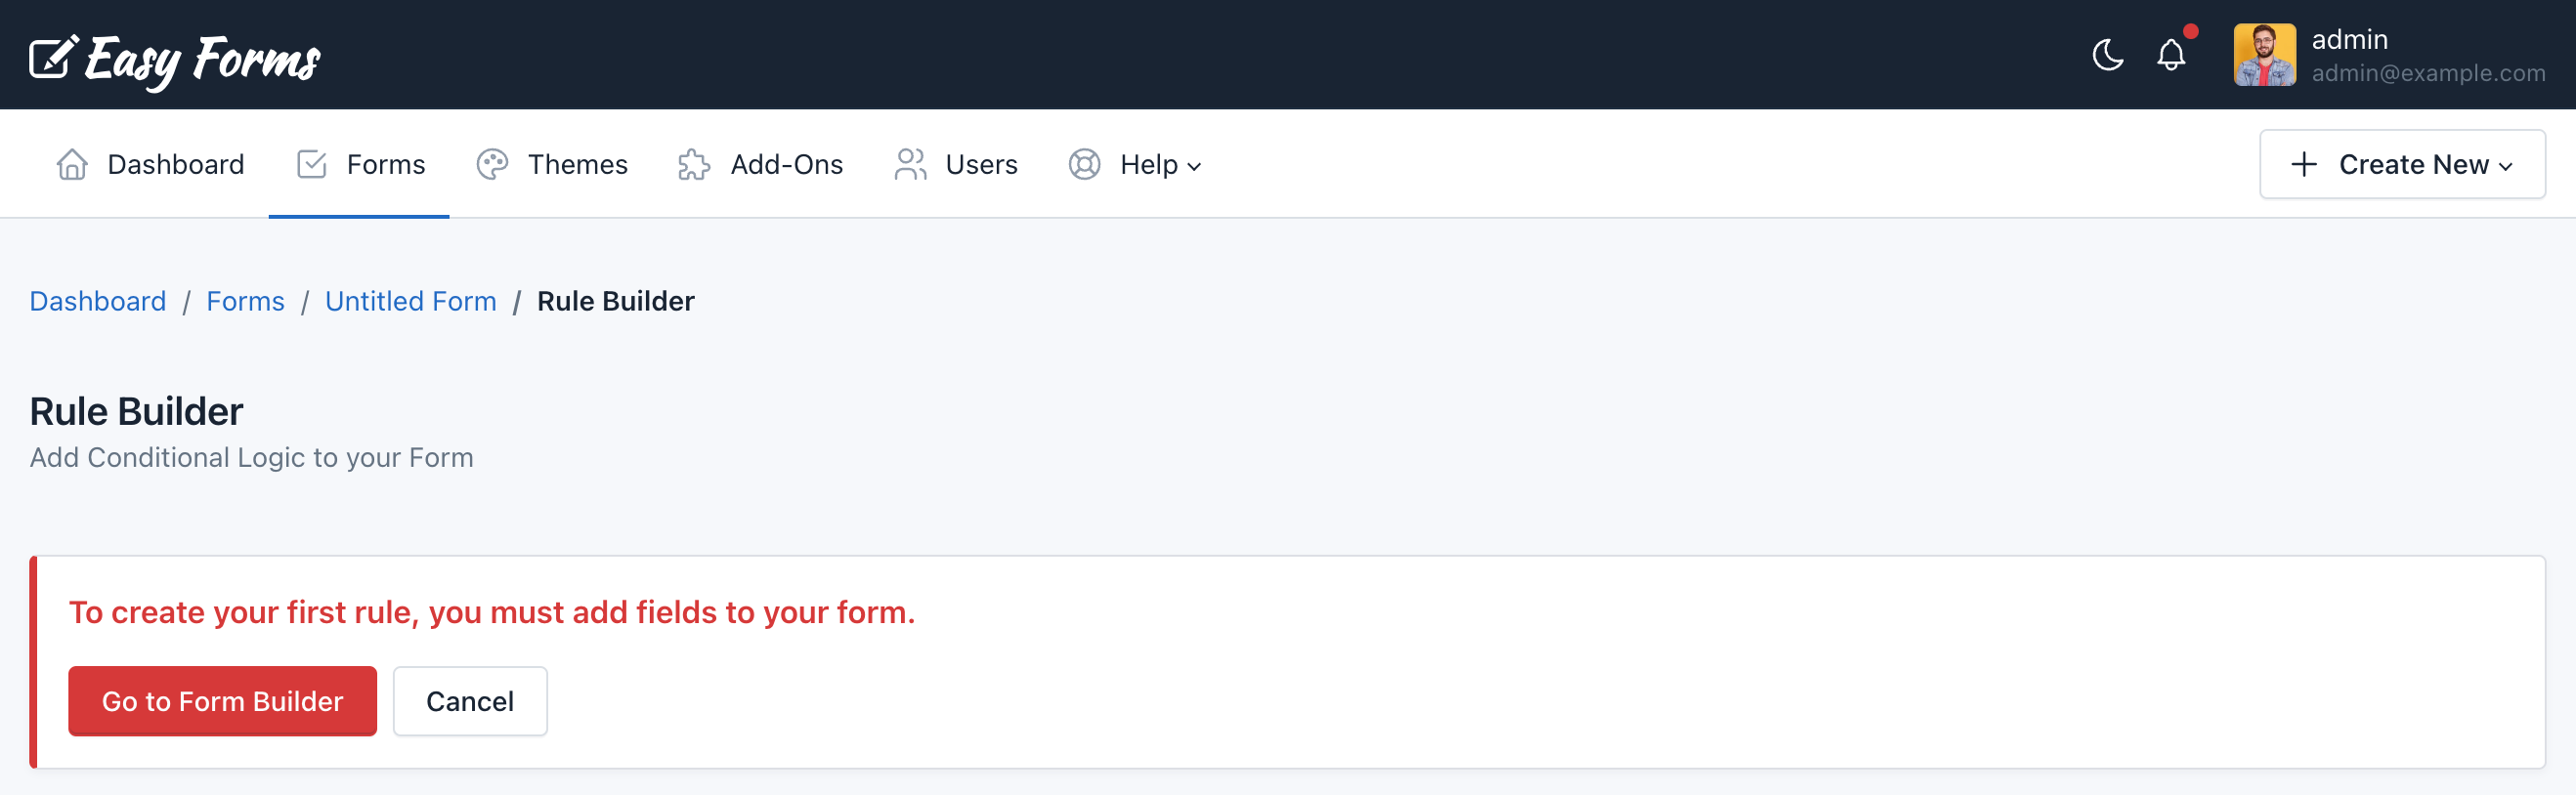 Easy Forms
admin
admin@example.com
Dashboard Forms Themes Add-Ons Users Help Create New
Dashboard / Forms / Untitled Form / Rule Builder
Rule Builder
Add Conditional Logic to your Form
To create your first rule, you must add fields to your form.
Go to Form Builder Cancel